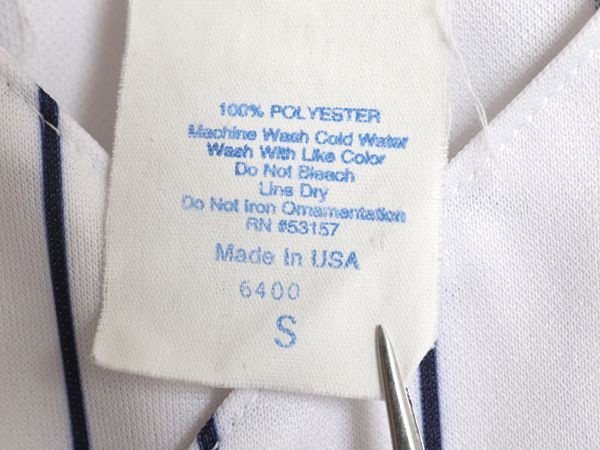 100% POLYESTER
Machine Wash Cold Water
Wash With Like Color
Do Not Bleach
Line Dry
Do Not Iron Ornamentation
RN #53157
Made In USA
6400
S